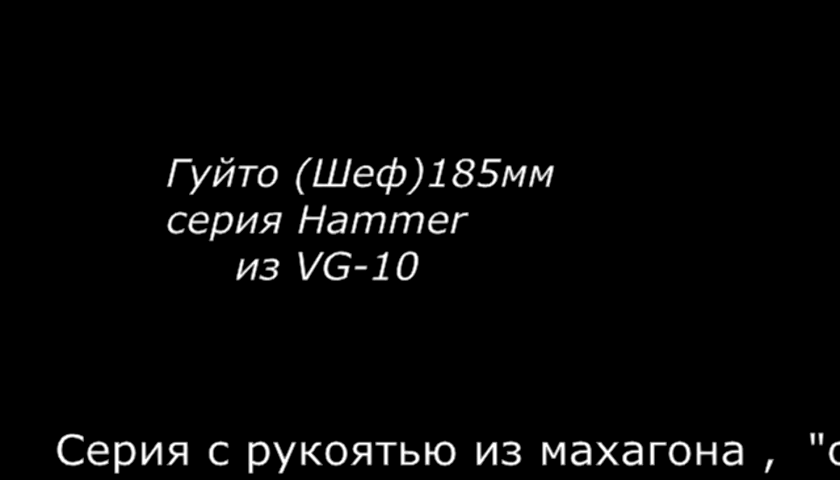 Гуйто (Шеф)185мм
серия Hammer
из VG-10
Серия с рукоятью из махагона ,